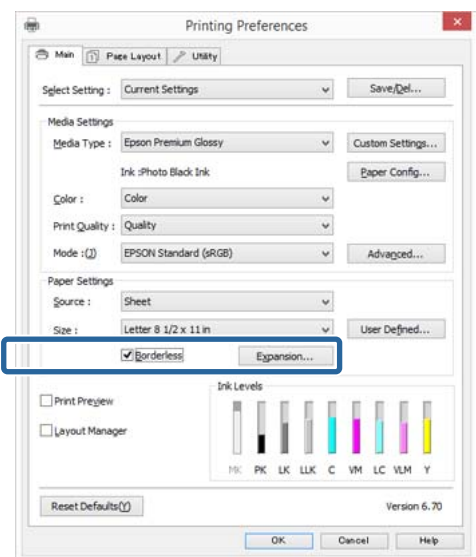 Printing Preferences
Main Page Layout Utility
Select Setting : Current Settings Save/Del...
Media Settings
Media Type : Epson Premium Glossy Custom Settings...
Ink :Photo Black Ink Paper Config...
Color : Color
Print Quality : Quality
Mode :(J) EPSON Standard (sRGB) Advanced...
Paper Settings
Source : Sheet
Size : Letter 8 1/2 x 11 in User Defined...
Borderless Expansion...
Ink Levels
Print Preview
Layout Manager
MK PK LK LLK C VM LC VLM Y
Reset Defaults(Y) Version 6.70
OK Cancel Help